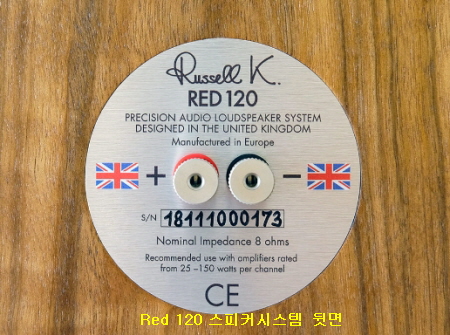 Russell K.
RED 120
PRECISION AUDIO LOUDSPEAKER SYSTEM
DESIGNED IN THE UNITED KINGDOM
Manufactured in Europe
+ −
S/N 18111000173
Nominal Impedance 8 ohms
Recommended use with amplifiers rated
from 25 – 150 watts per channel
CE
Red 120 스피커시스템 뒷면